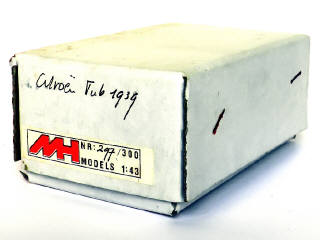 Citroën Tub 1939
MH NR: 297/300
MODELS 1:43